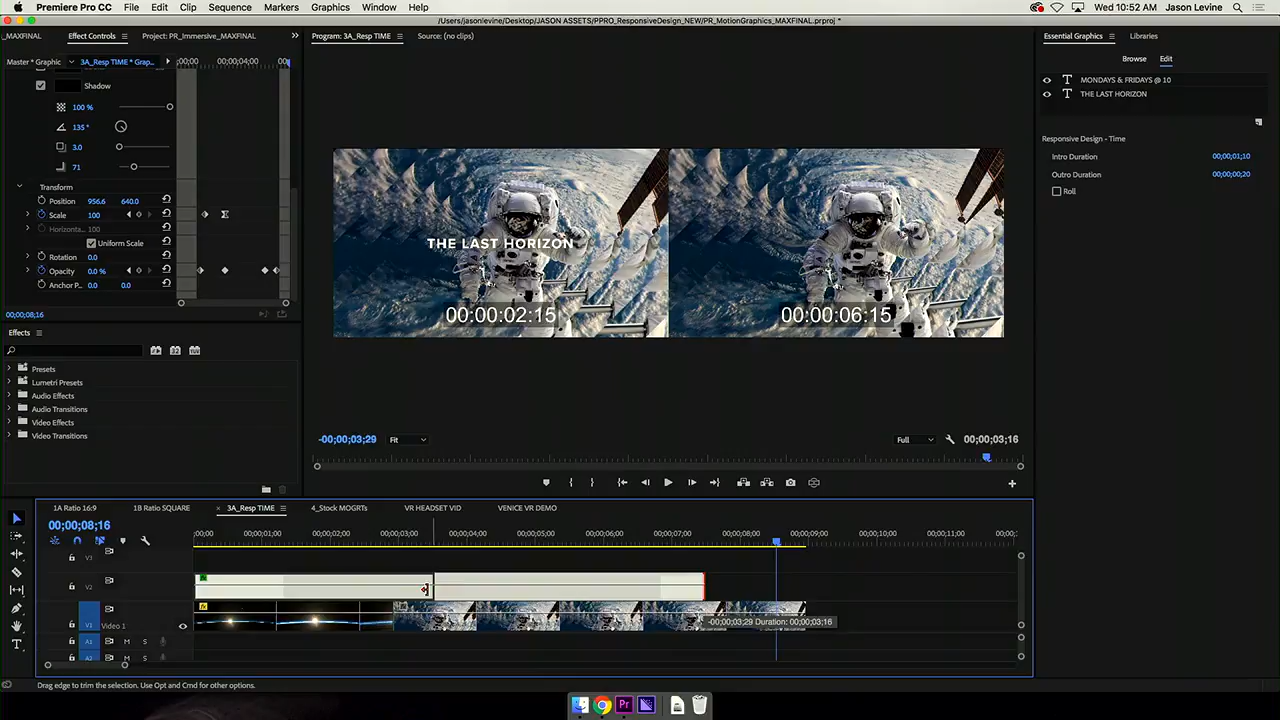 Premiere Pro CC File Edit Clip Sequence Markers Graphics Window Help Wed 10:52 AM Jason Levine
/Users/jasonlevine/Desktop/JASON ASSETS/PPRO_ResponsiveDesign_NEW/PR_MotionGraphics_MAXFINAL.prproj *
_MAXFINAL Effect Controls Project: PR_Immersive_MAXFINAL
Program: 3A_Resp TIME Source: (no clips)
Essential Graphics Libraries
Master * Graphic 3A_Resp TIME * Grap... ;00;00 00;00;04;00 00;
Browse Edit
MONDAYS & FRIDAYS @ 10
THE LAST HORIZON
Shadow
100 %
135 °
3.0
71
Responsive Design - Time
Intro Duration 00;00;01;10
Outro Duration 00;00;00;20
Roll
Transform
Position 956.6 640.0
Scale 100
Horizonta... 100
Uniform Scale
Rotation 0.0
Opacity 0.0 %
Anchor P... 0.0 0.0
00;00;08;16
THE LAST HORIZON
00:00:02:15
00:00:06:15
Effects
Presets
Lumetri Presets
Audio Effects
Audio Transitions
Video Effects
Video Transitions
-00;00;03;29 Fit Full 00;00;03;16
1A Ratio 16:9 1B Ratio SQUARE 3A_Resp TIME 4_Stock MOGRTs VR HEADSET VID VENICE VR DEMO
00;00;08;16
;00;00 00;00;01;00 00;00;02;00 00;00;03;00 00;00;04;00 00;00;05;00 00;00;06;00 00;00;07;00 00;00;08;00 00;00;09;00 00;00;10;00 00;00;11;00 00;
V3
V2
V1 Video 1
-00;00;03;29 Duration: 00;00;03;16
A1 M S
A2 M S
Drag edge to trim the selection. Use Opt and Cmd for other options.